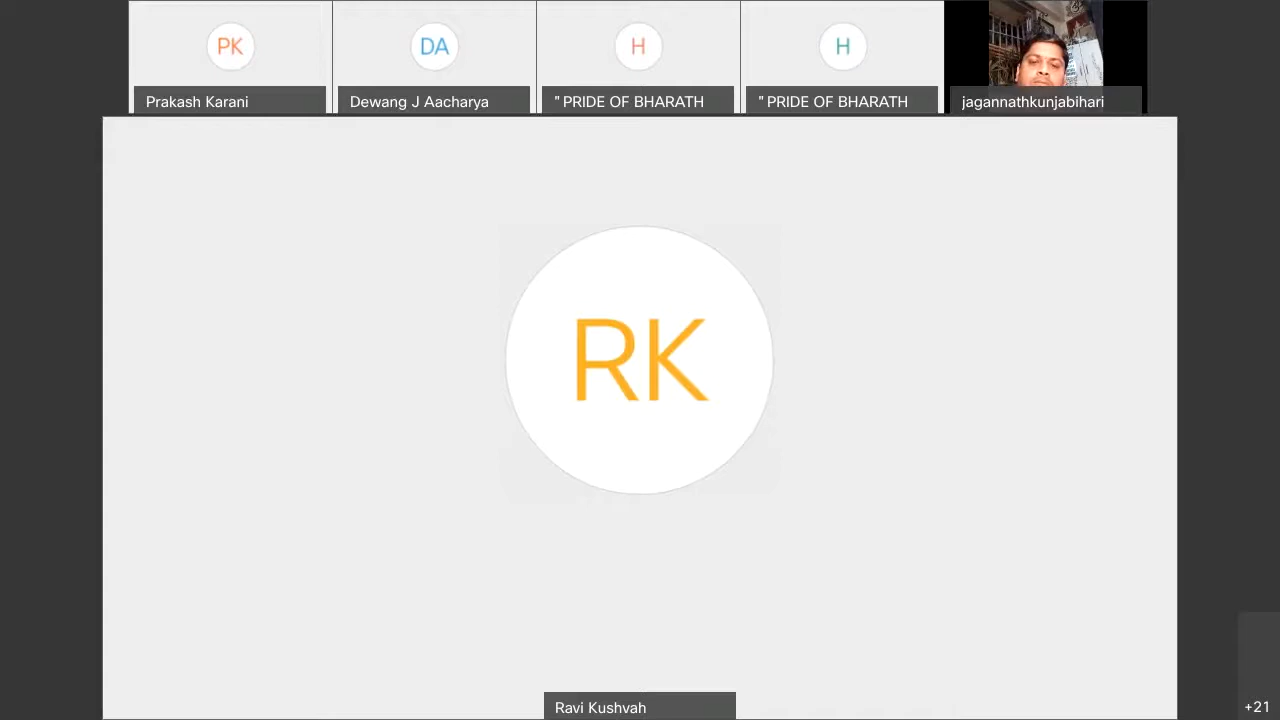 PK
DA
H
H
Prakash Karani
Dewang J Aacharya
" PRIDE OF BHARATH
" PRIDE OF BHARATH
jagannathkunjabihari
RK
Ravi Kushvah
+21